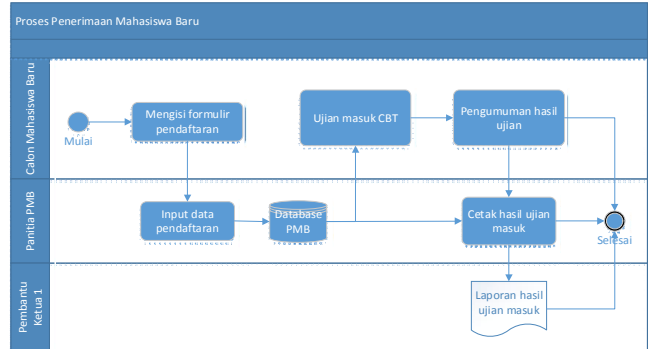 Proses Penerimaan Mahasiswa Baru
Calon Mahasiswa Baru
Mulai
Mengisi formulir
pendaftaran
Ujian masuk CBT
Pengumuman hasil
ujian
Panitia PMB
Input data
pendaftaran
Database
PMB
Cetak hasil ujian
masuk
Selesai
Pembantu
Ketua 1
Laporan hasil
ujian masuk